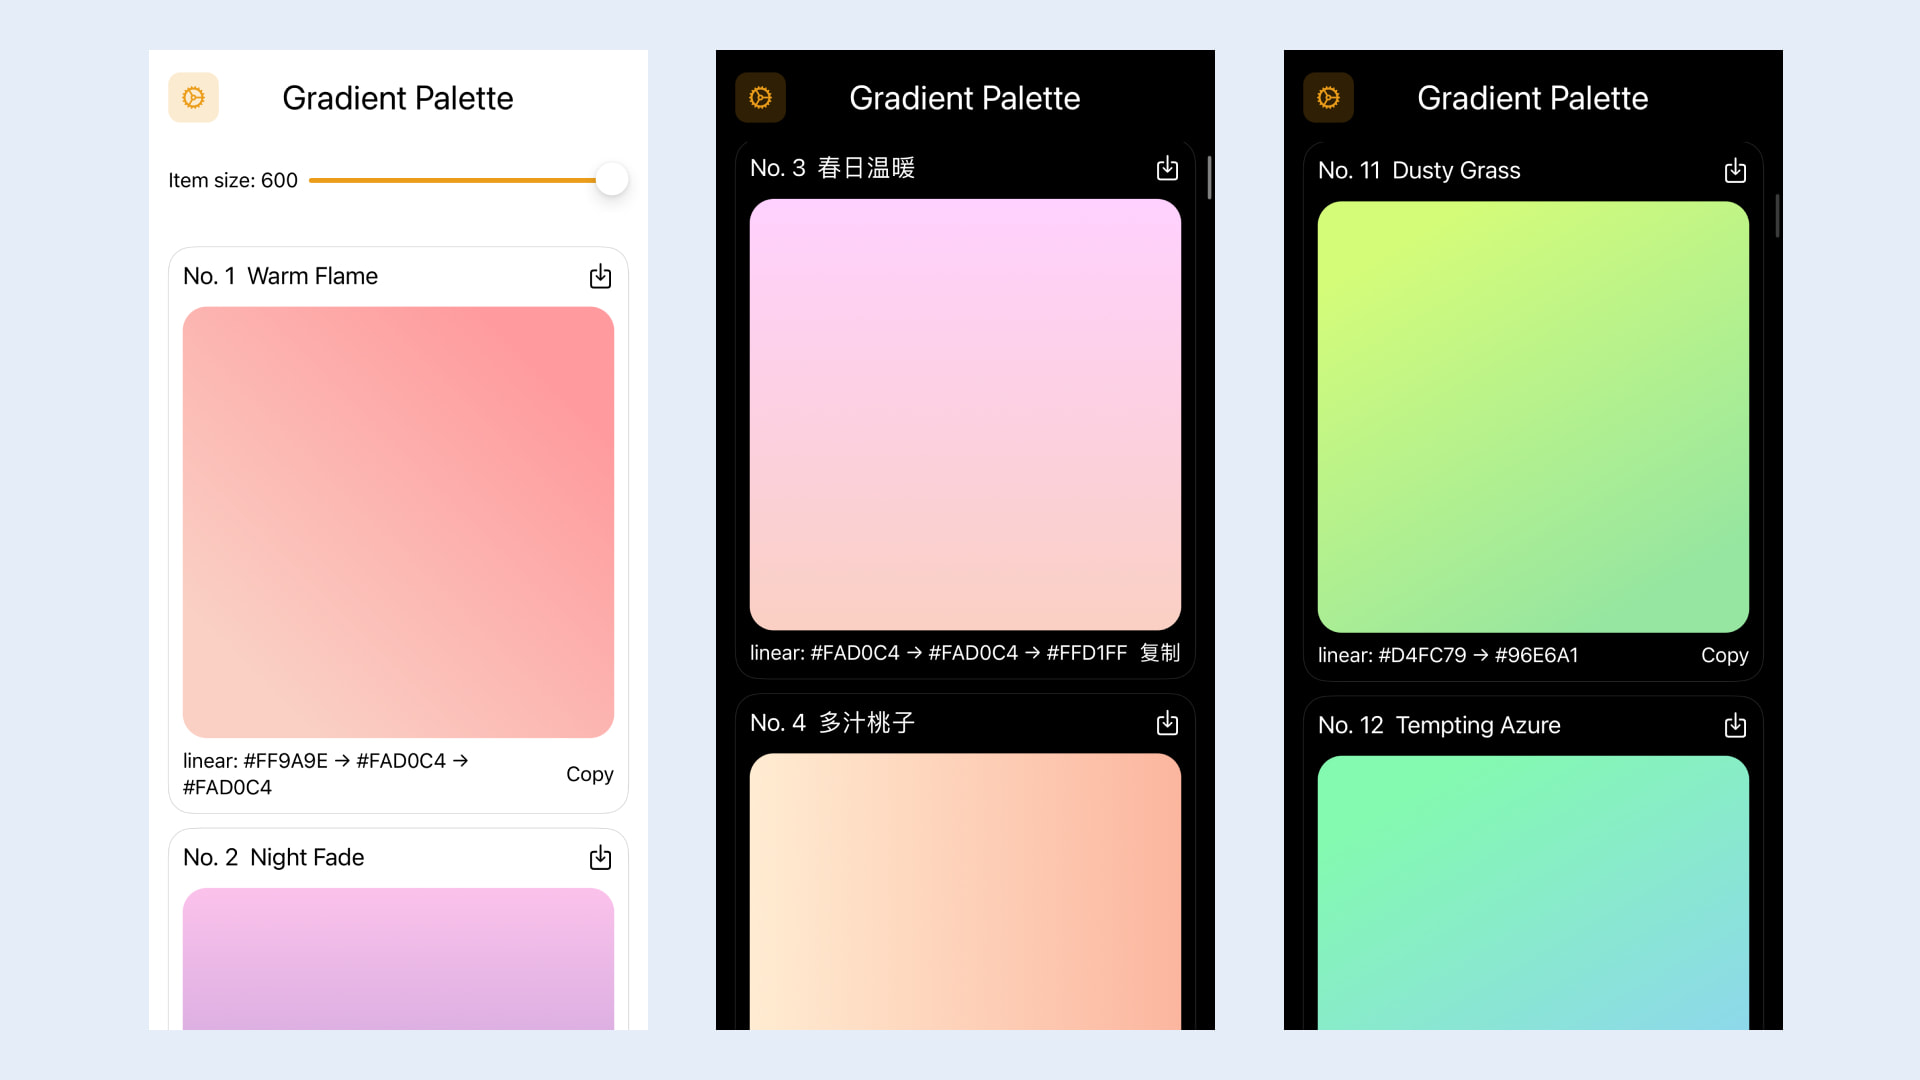 Gradient Palette
Item size: 600
No. 1 Warm Flame
linear: #FF9A9E → #FAD0C4 →
#FAD0C4
Copy
No. 2 Night Fade
Gradient Palette
No. 3 春日温暖
linear: #FAD0C4 → #FAD0C4 → #FFD1FF 复制
No. 4 多汁桃子
Gradient Palette
No. 11 Dusty Grass
linear: #D4FC79 → #96E6A1 Copy
No. 12 Tempting Azure